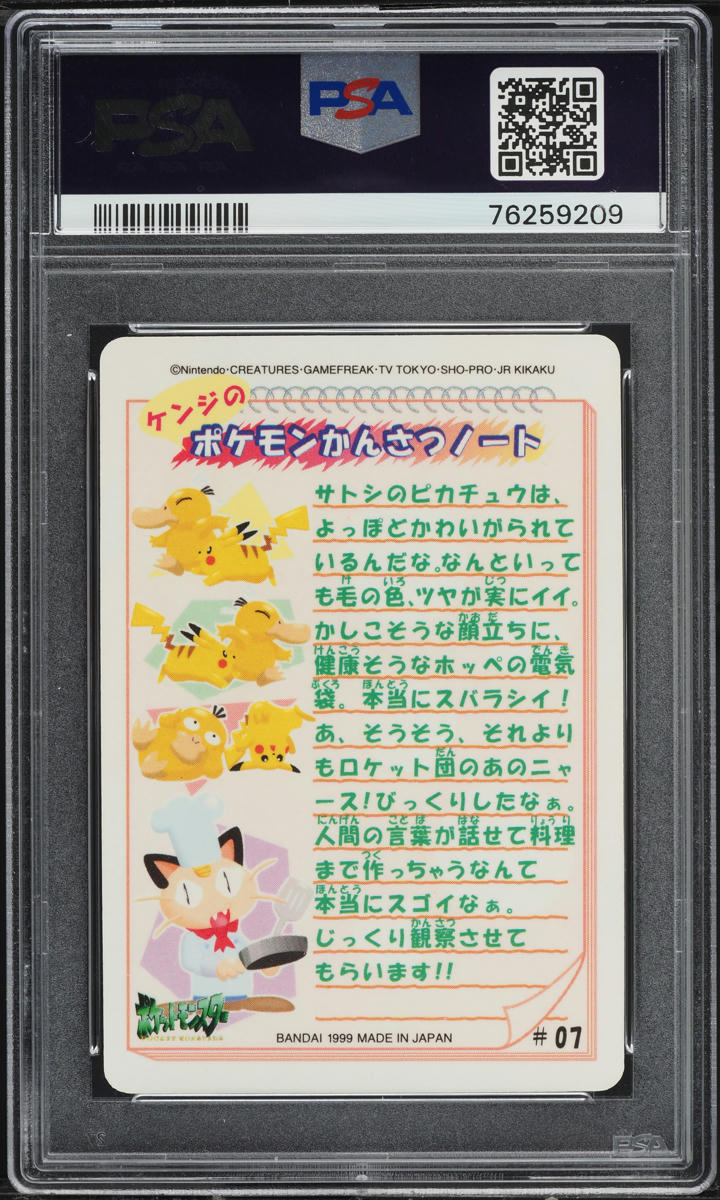 PSA
PSA
76259209
©Nintendo・CREATURES・GAMEFREAK・TV TOKYO・SHO-PRO・JR KIKAKU
ケンジの
ポケモンかんさつノート
サトシのピカチュウは、
よっぽどかわいがられて
いるんだな。なんといって
も毛の色、ツヤが実にイイ。
かしこそうな顔立ちに、
健康そうなホッペの電気
袋。本当にスバラシイ！
あ、そうそう、それより
もロケット団のあのニャ
ース！びっくりしたなぁ。
人間の言葉が話せて料理
まで作っちゃうなんて
本当にスゴイなぁ。
じっくり観察させて
もらいます!!
ポケットモンスター
BANDAI 1999 MADE IN JAPAN
#07
PSA